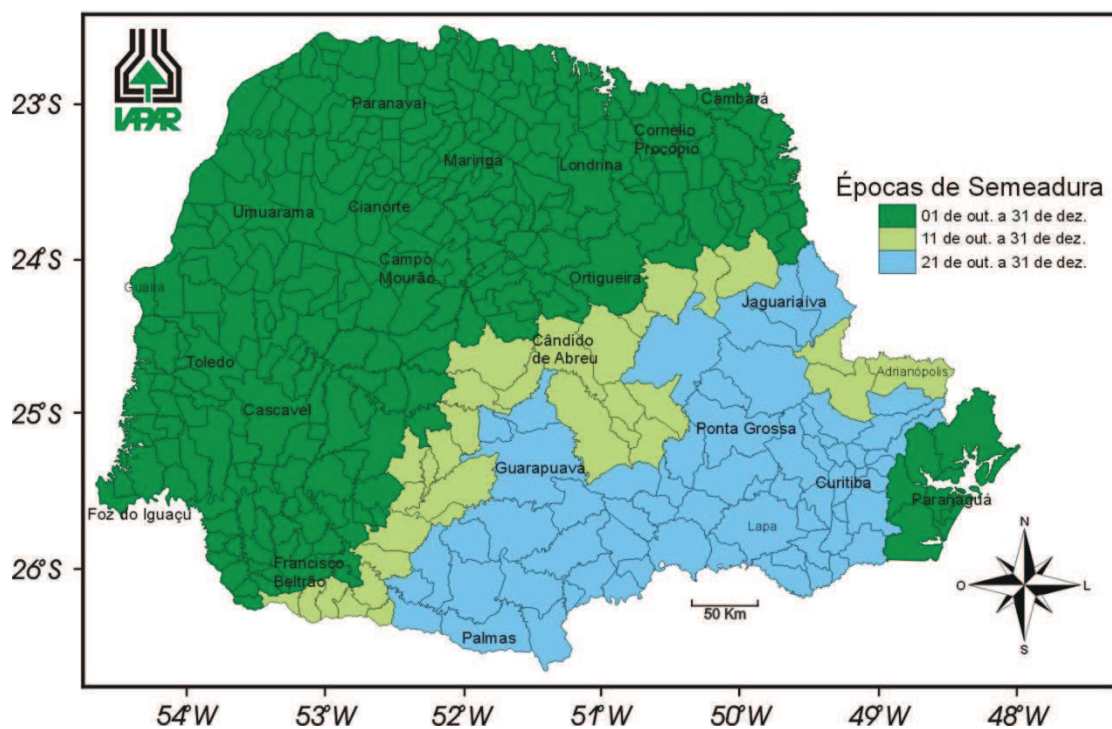 IAPAR
Épocas de Semeadura
01 de out. a 31 de dez.
11 de out. a 31 de dez.
21 de out. a 31 de dez.
23°S
24°S
25°S
26°S
Paranavaí
Cambará
Cornélio
Procópio
Maringá
Londrina
Umuarama
Cianorte
Campo
Mourão
Ortigueira
Guaíra
Jaguariaíva
Cândido
de Abreu
Toledo
Adrianópolis
Cascavel
Ponta Grossa
Guarapuava
Curitiba
Paranaguá
Foz do Iguaçu
Lapa
Francisco
Beltrão
Palmas
50 Km
N
O
L
S
54°W
53°W
52°W
51°W
50°W
49°W
48°W